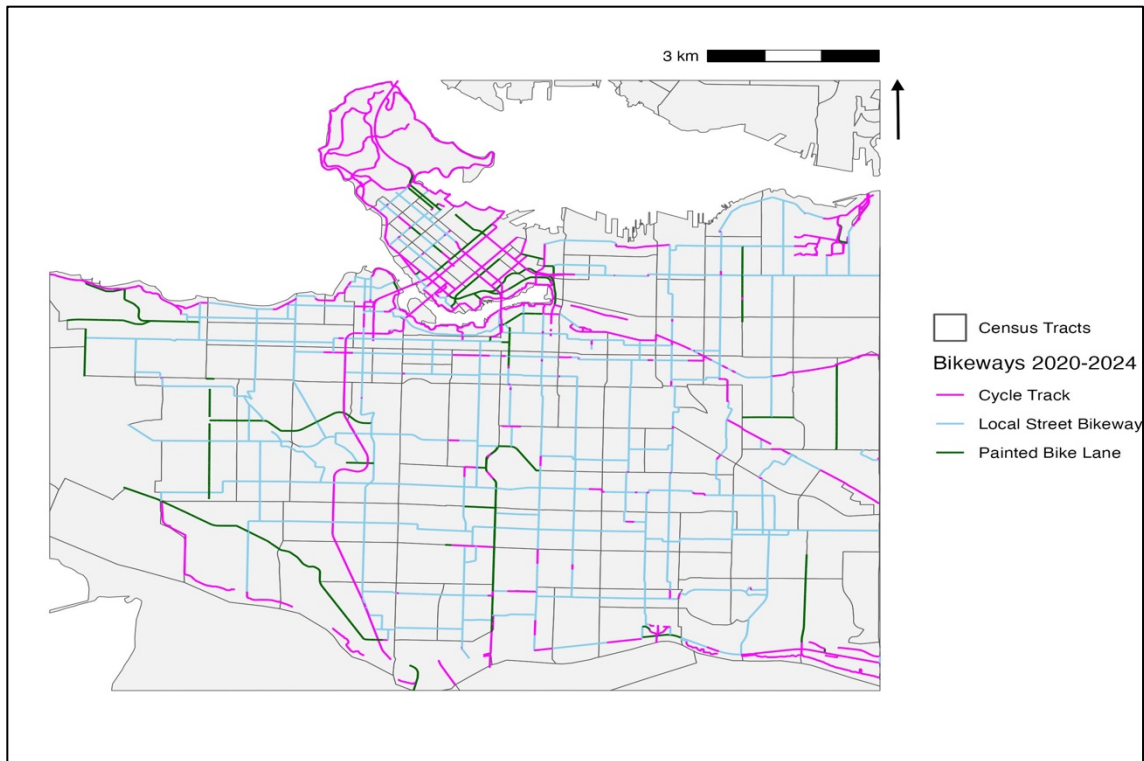 3 km
Census Tracts
Bikeways 2020-2024
Cycle Track
Local Street Bikeway
Painted Bike Lane